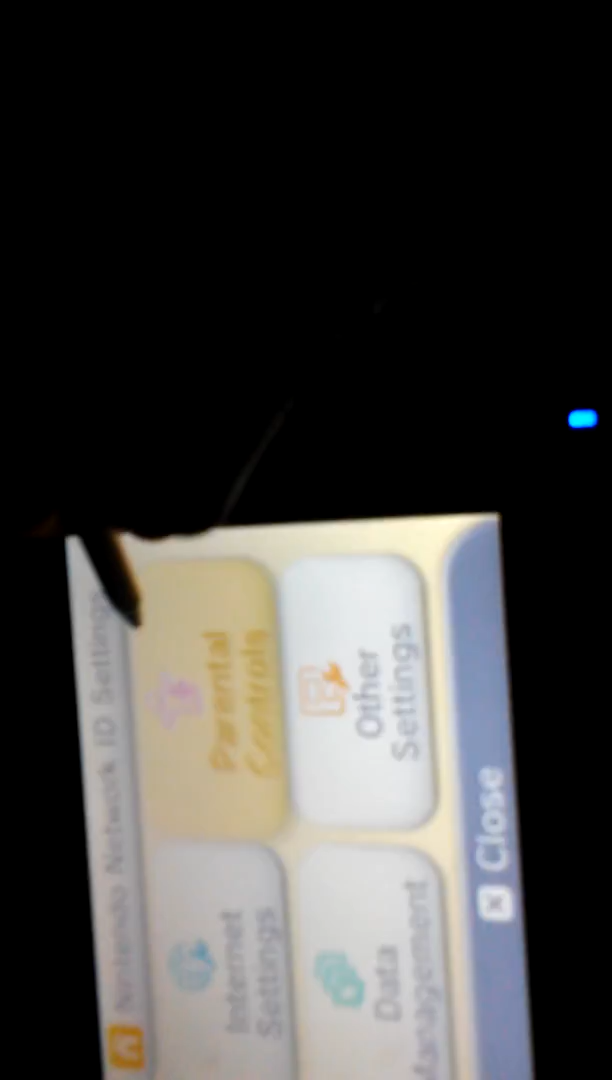 Nintendo Network ID Settings
Internet
Settings
Parental
Controls
Data
Management
Other
Settings
X Close